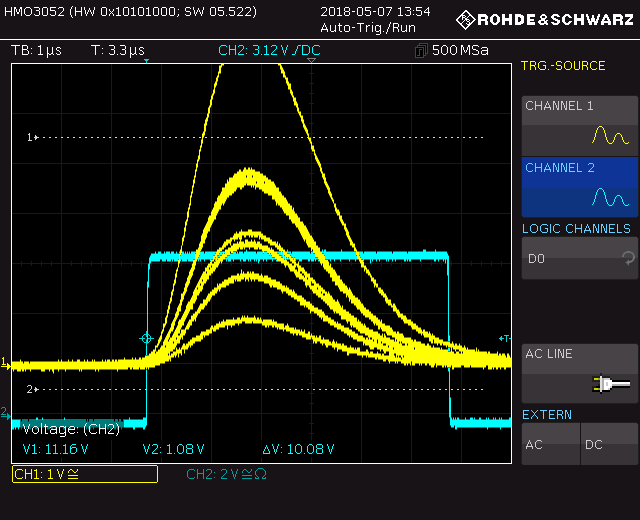 HMO3052 (HW 0x10101000; SW 05.522)
2018-05-07 13:54
Auto-Trig./Run
ROHDE&SCHWARZ
TB: 1µs
T: 3.3µs
CH2: 3.12 V / DC
500 MSa
TRG.-SOURCE
CHANNEL 1
CHANNEL 2
LOGIC CHANNELS
D0
AC LINE
EXTERN
AC
DC
1
1
2
2
T
Voltage: (CH2)
V1: 11.16 V
V2: 1.08 V
ΔV: 10.08 V
CH1: 1 V≅
CH2: 2 V≅Ω